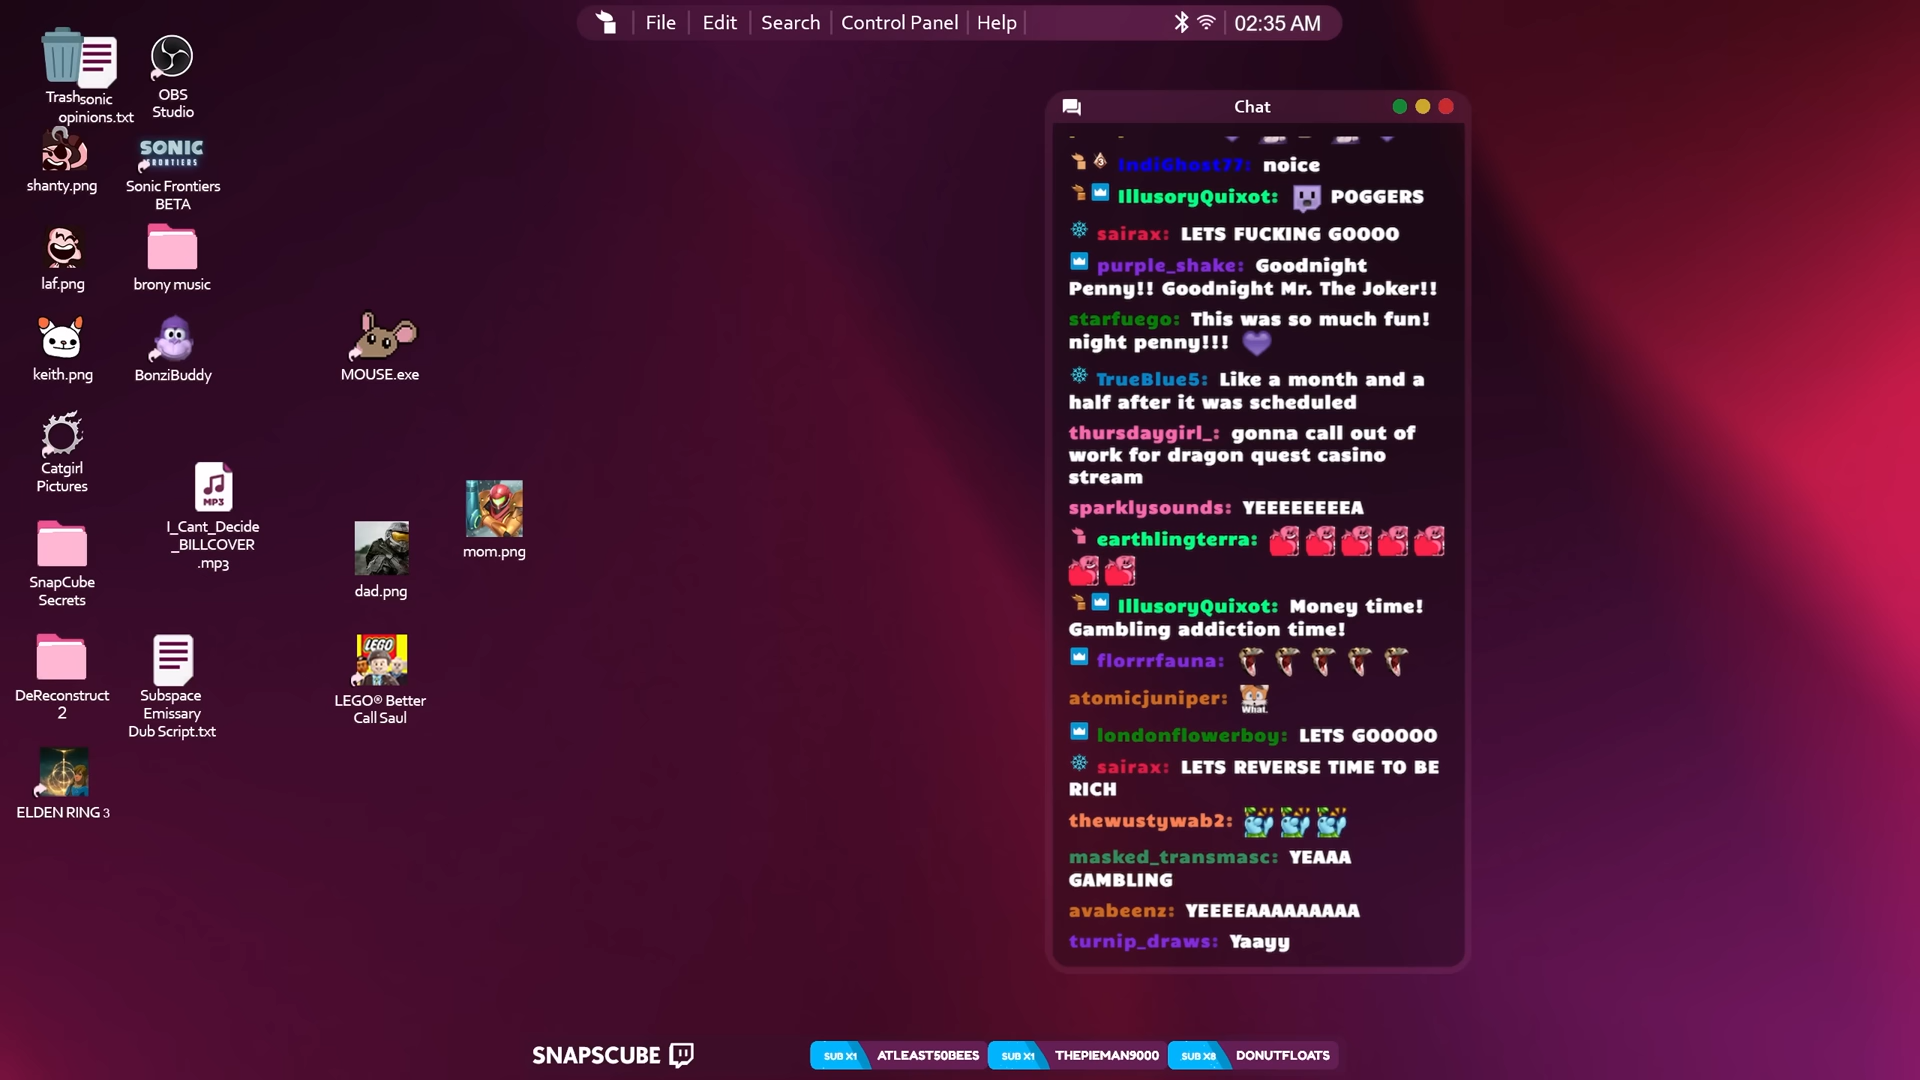 File
Edit
Search
Control Panel
Help
02:35 AM
Trash
sonic
opinions.txt
OBS
Studio
shanty.png
SONIC
FRONTIERS
Sonic Frontiers
BETA
laf.png
brony music
keith.png
BonziBuddy
MOUSE.exe
Catgirl
Pictures
MP3
I_Cant_Decide
_BILLCOVER
.mp3
mom.png
dad.png
SnapCube
Secrets
DeReconstruct
2
Subspace
Emissary
Dub Script.txt
LEGO
LEGO® Better
Call Saul
ELDEN RING 3
Chat
IndiGhost77: noice
IllusoryQuixot: POGGERS
sairax: LETS FUCKING GOOOO
purple_shake: Goodnight
Penny!! Goodnight Mr. The Joker!!
starfuego: This was so much fun!
night penny!!!
TrueBlue5: Like a month and a
half after it was scheduled
thursdaygirl_: gonna call out of
work for dragon quest casino
stream
sparklysounds: YEEEEEEEEA
earthlingterra:
IllusoryQuixot: Money time!
Gambling addiction time!
florrrfauna:
atomicjuniper: What.
londonflowerboy: LETS GOOOOO
sairax: LETS REVERSE TIME TO BE
RICH
thewustywab2:
masked_transmasc: YEAAA
GAMBLING
avabeenz: YEEEEAAAAAAAAA
turnip_draws: Yaayy
SNAPSCUBE
SUB X1 ATLEAST50BEES
SUB X1 THEPIEMAN9000
SUB X8 DONUTFLOATS